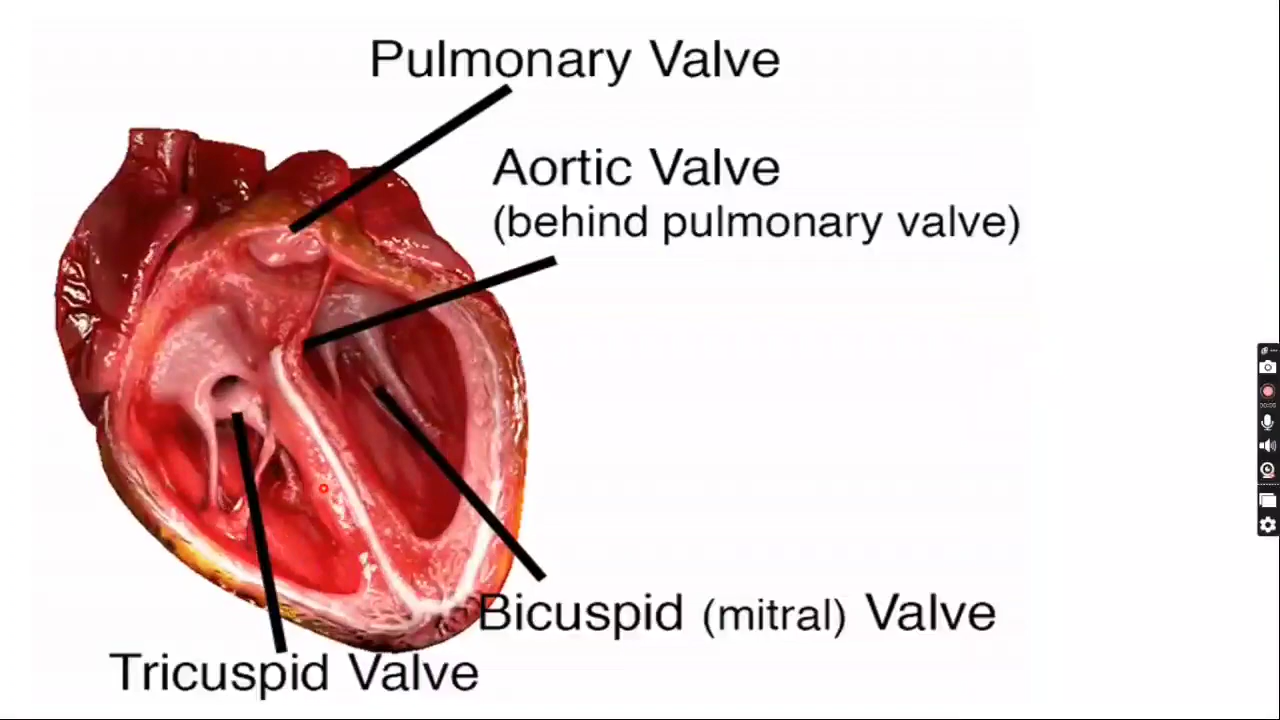 Pulmonary Valve
Aortic Valve
(behind pulmonary valve)
Bicuspid (mitral) Valve
Tricuspid Valve